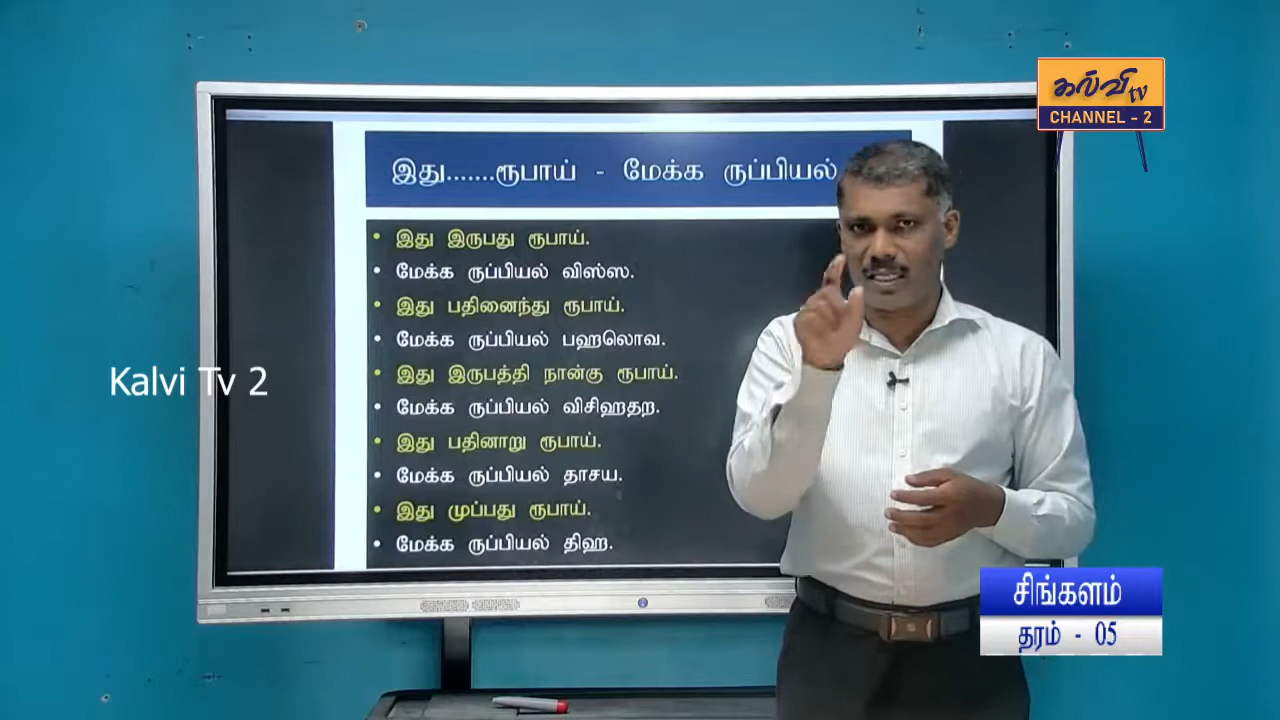 கல்வி tv
CHANNEL - 2
இது.......ரூபாய் - மேக்க ருப்பியல்
• இது இருபது ரூபாய்.
• மேக்க ருப்பியல் விஸ்ஸ.
• இது பதினைந்து ரூபாய்.
• மேக்க ருப்பியல் பஹலொவ.
• இது இருபத்தி நான்கு ரூபாய்.
• மேக்க ருப்பியல் விசிஹதற.
• இது பதினாறு ரூபாய்.
• மேக்க ருப்பியல் தாசய.
• இது முப்பது ரூபாய்.
• மேக்க ருப்பியல் திஹ.
Kalvi Tv 2
சிங்களம்
தரம் - 05